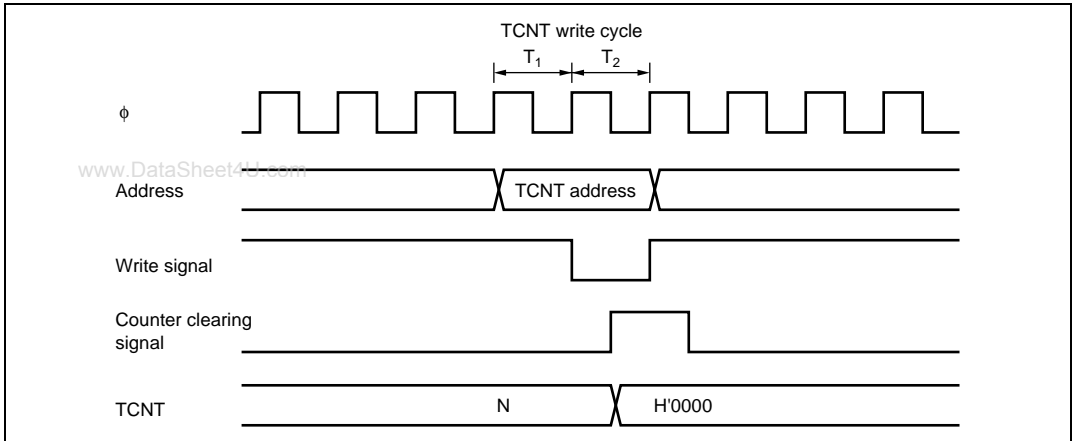 TCNT write cycle
T₁ T₂
ϕ
www.DataSheet4U.com
Address
TCNT address
Write signal
Counter clearing
signal
TCNT
N
H'0000